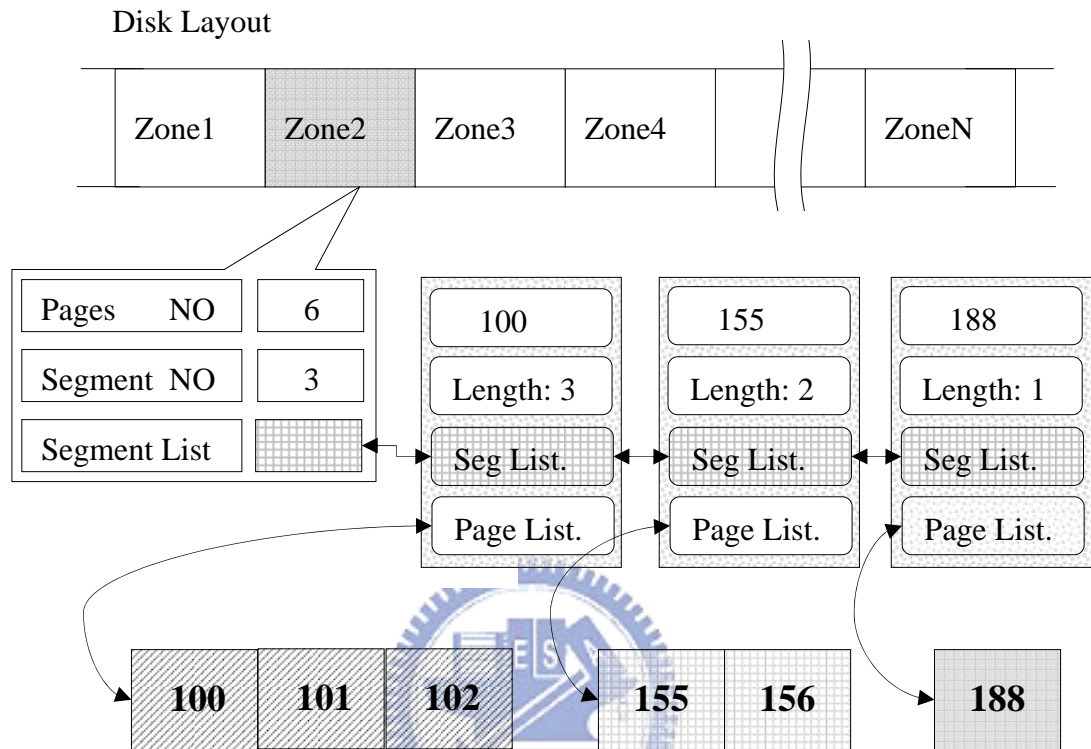 Disk Layout
Zone1 Zone2 Zone3 Zone4 ZoneN
Pages NO 6
Segment NO 3
Segment List
100
Length: 3
Seg List.
Page List.
155
Length: 2
Seg List.
Page List.
188
Length: 1
Seg List.
Page List.
E S
100 101 102 155 156 188